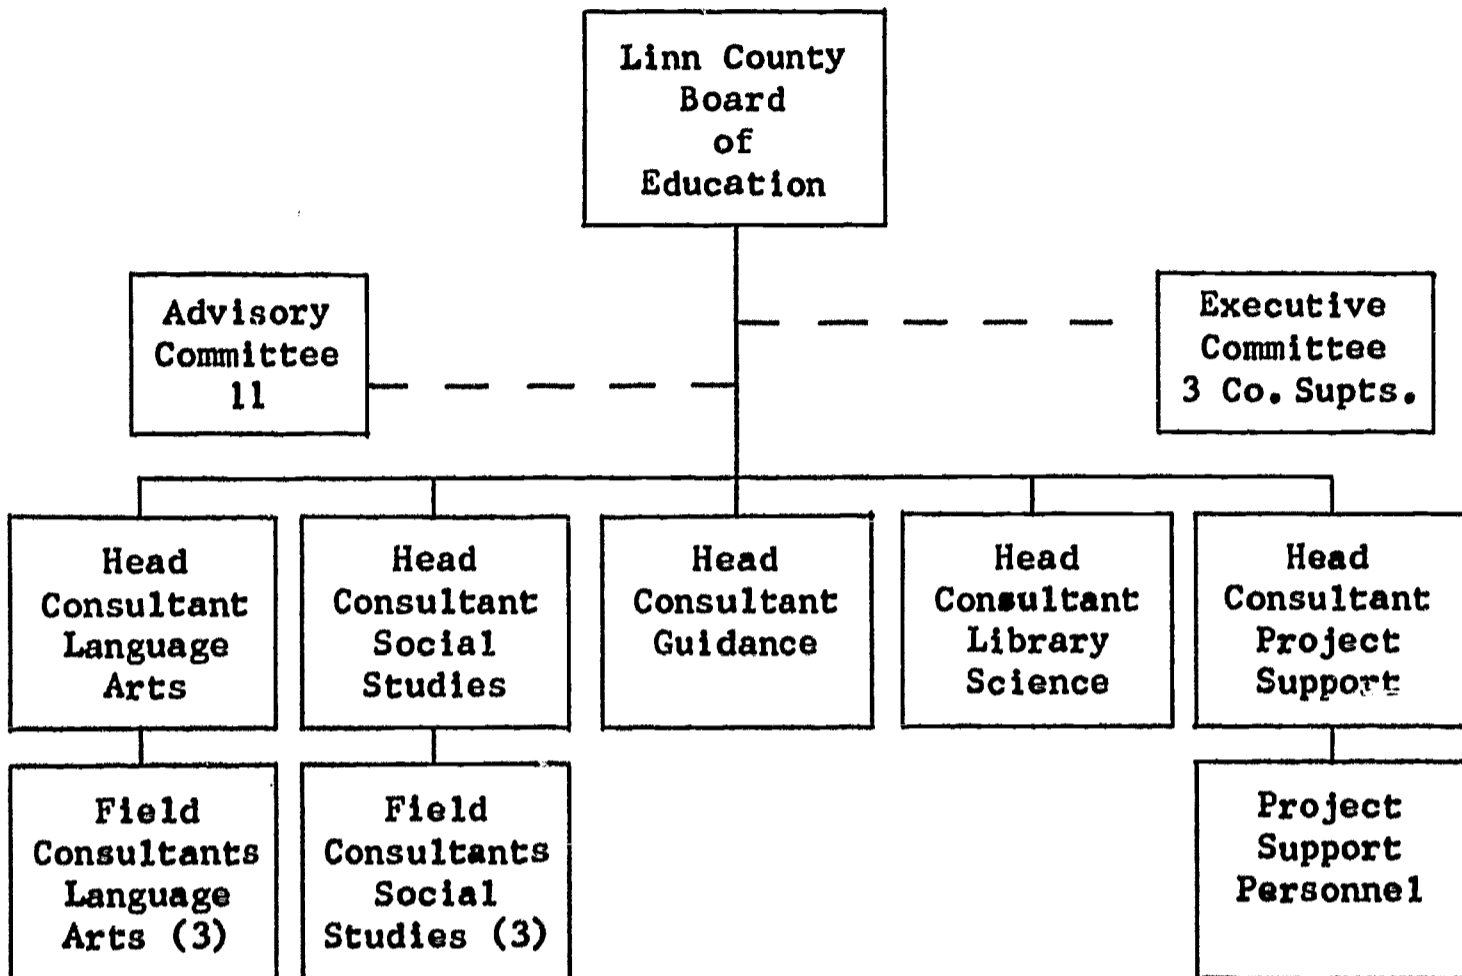 Linn County
Board
of
Education
Advisory
Committee
11
Executive
Committee
3 Co. Supts.
Head
Consultant
Language
Arts
Head
Consultant
Social
Studies
Head
Consultant
Guidance
Head
Consultant
Library
Science
Head
Consultant
Project
Support
Field
Consultants
Language
Arts (3)
Field
Consultants
Social
Studies (3)
Project
Support
Personnel